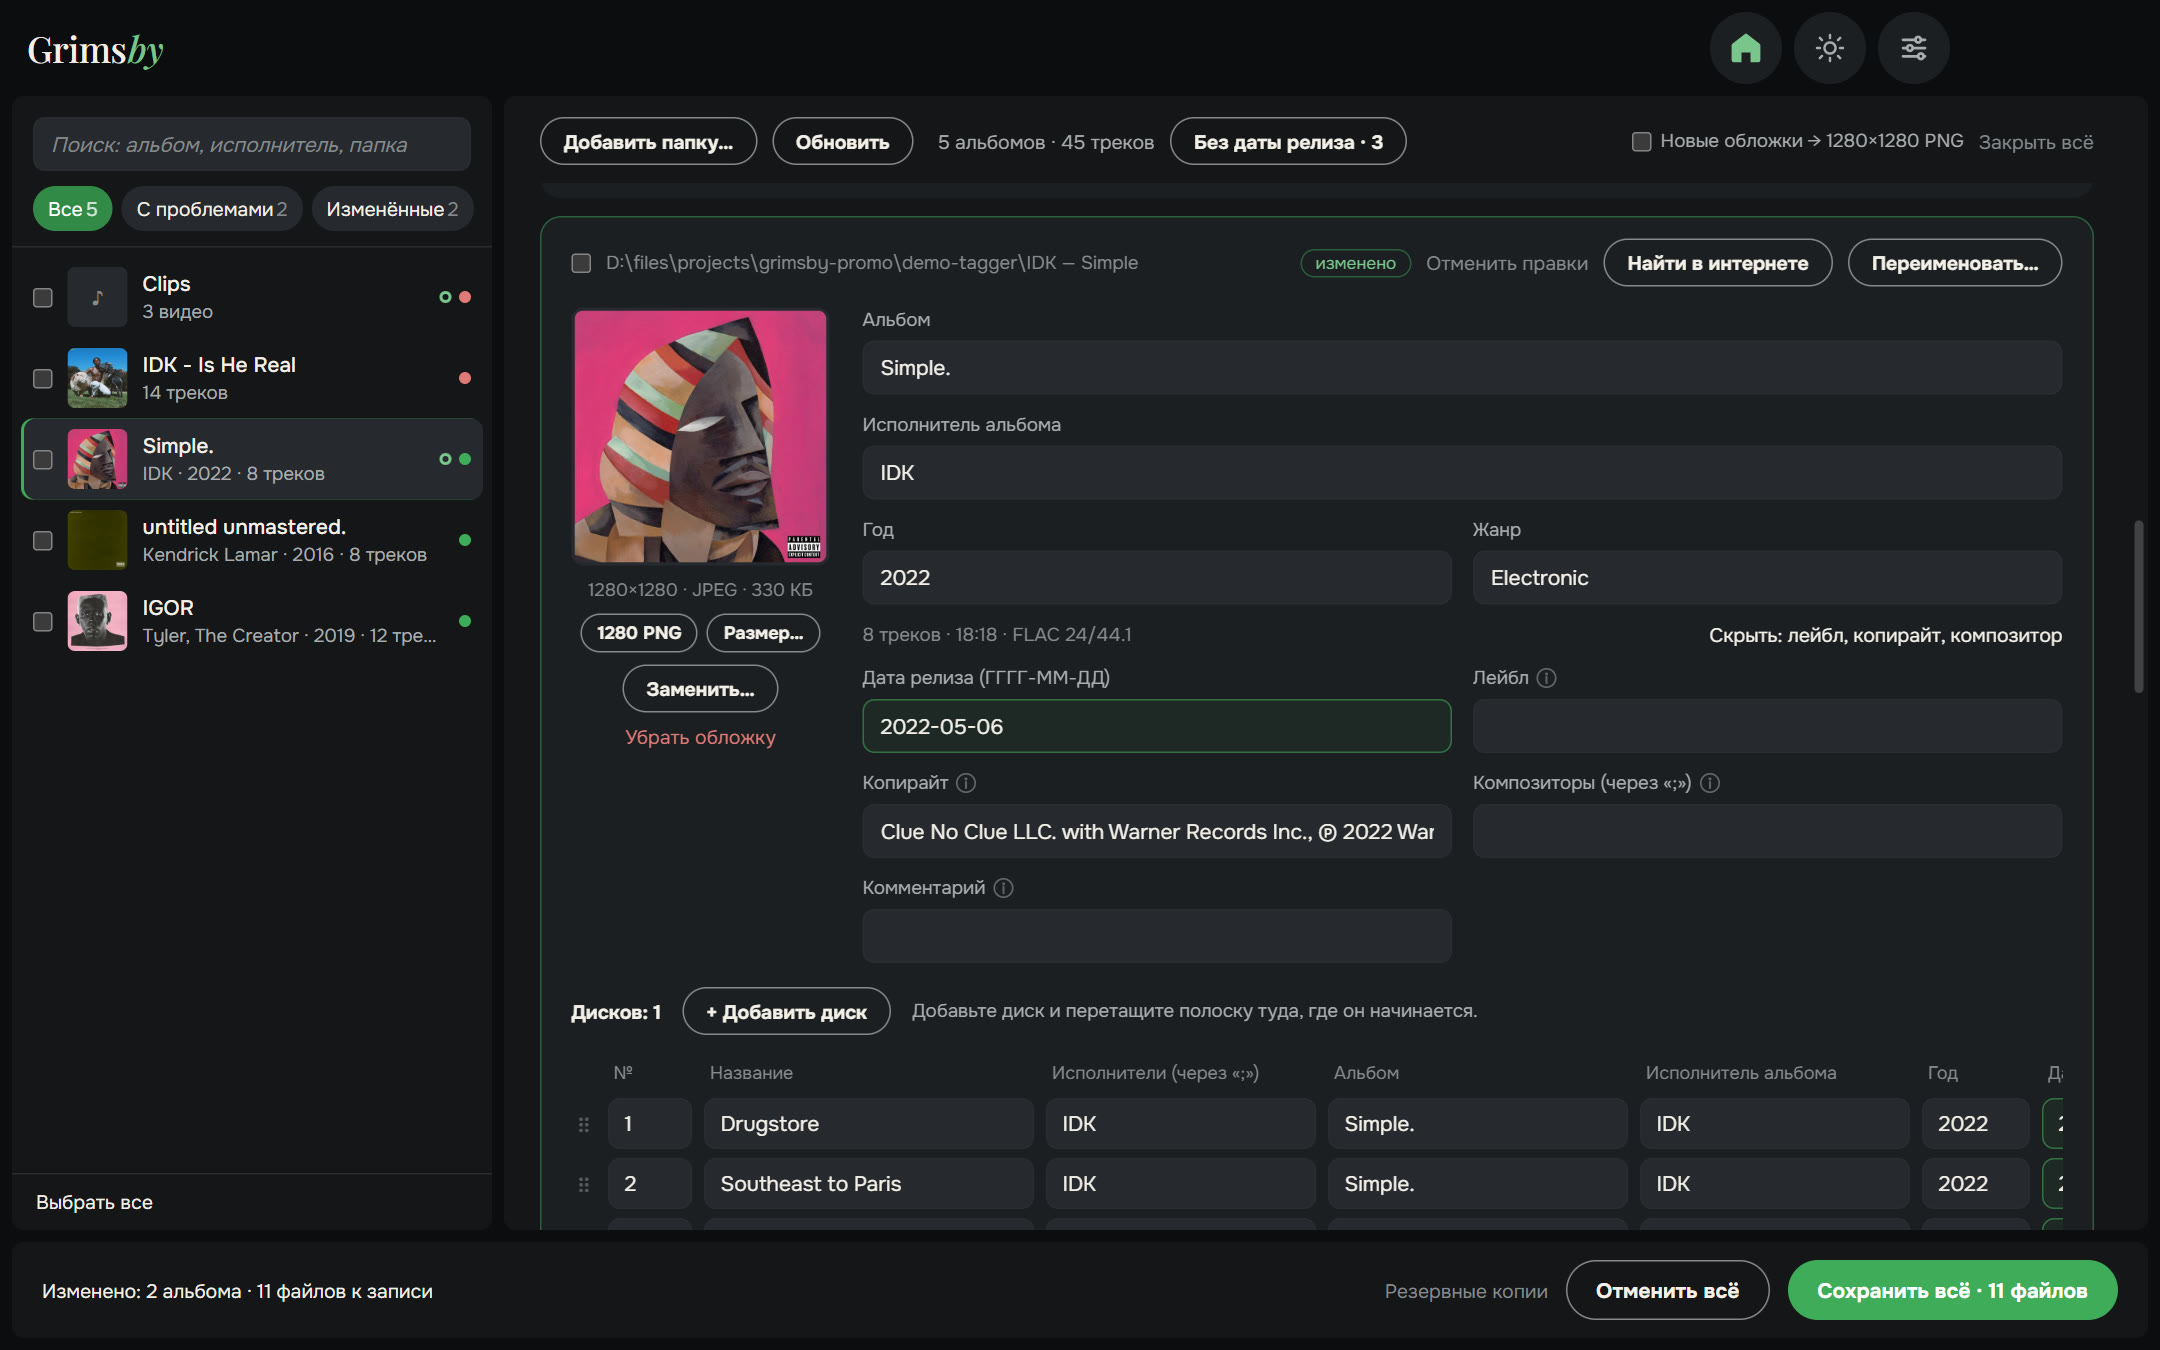 Grimsby
Поиск: альбом, исполнитель, папка
Все 5 С проблемами 2 Изменённые 2
Clips
3 видео
IDK - Is He Real
14 треков
Simple.
IDK · 2022 · 8 треков
untitled unmastered.
Kendrick Lamar · 2016 · 8 треков
IGOR
Tyler, The Creator · 2019 · 12 тре...
Выбрать все
Добавить папку... Обновить 5 альбомов · 45 треков Без даты релиза · 3 Новые обложки → 1280×1280 PNG Закрыть всё
D:\files\projects\grimsby-promo\demo-tagger\IDK — Simple изменено Отменить правки Найти в интернете Переименовать...
PARENTAL
ADVISORY
EXPLICIT CONTENT
1280×1280 · JPEG · 330 КБ
1280 PNG Размер...
Заменить...
Убрать обложку
Альбом
Simple.
Исполнитель альбома
IDK
Год Жанр
2022 Electronic
8 треков · 18:18 · FLAC 24/44.1 Скрыть: лейбл, копирайт, композитор
Дата релиза (ГГГГ-ММ-ДД) Лейбл
2022-05-06
Копирайт Композиторы (через «;»)
Clue No Clue LLC. with Warner Records Inc., ℗ 2022 War
Комментарий
Дисков: 1 + Добавить диск Добавьте диск и перетащите полоску туда, где он начинается.
№ Название Исполнители (через «;») Альбом Исполнитель альбома Год Да
1 Drugstore IDK Simple. IDK 2022 2
2 Southeast to Paris IDK Simple. IDK 2022 2
Изменено: 2 альбома · 11 файлов к записи Резервные копии Отменить всё Сохранить всё · 11 файлов